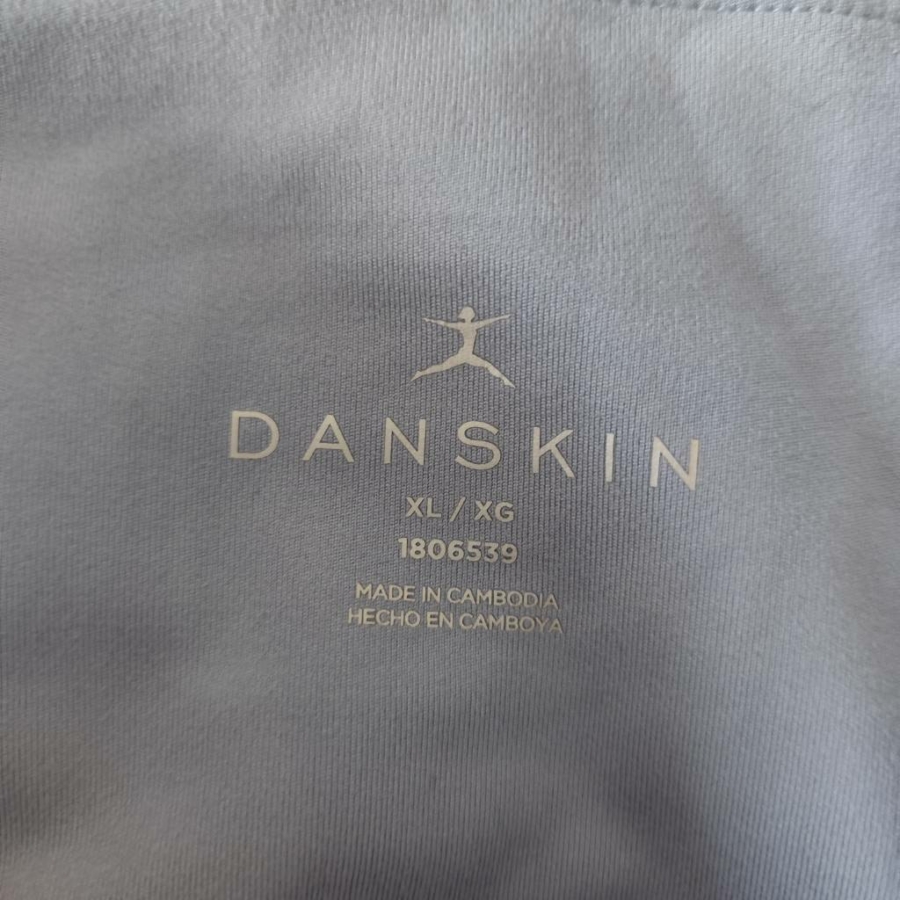 DANSKIN
XL / XG
1806539
MADE IN CAMBODIA
HECHO EN CAMBOYA